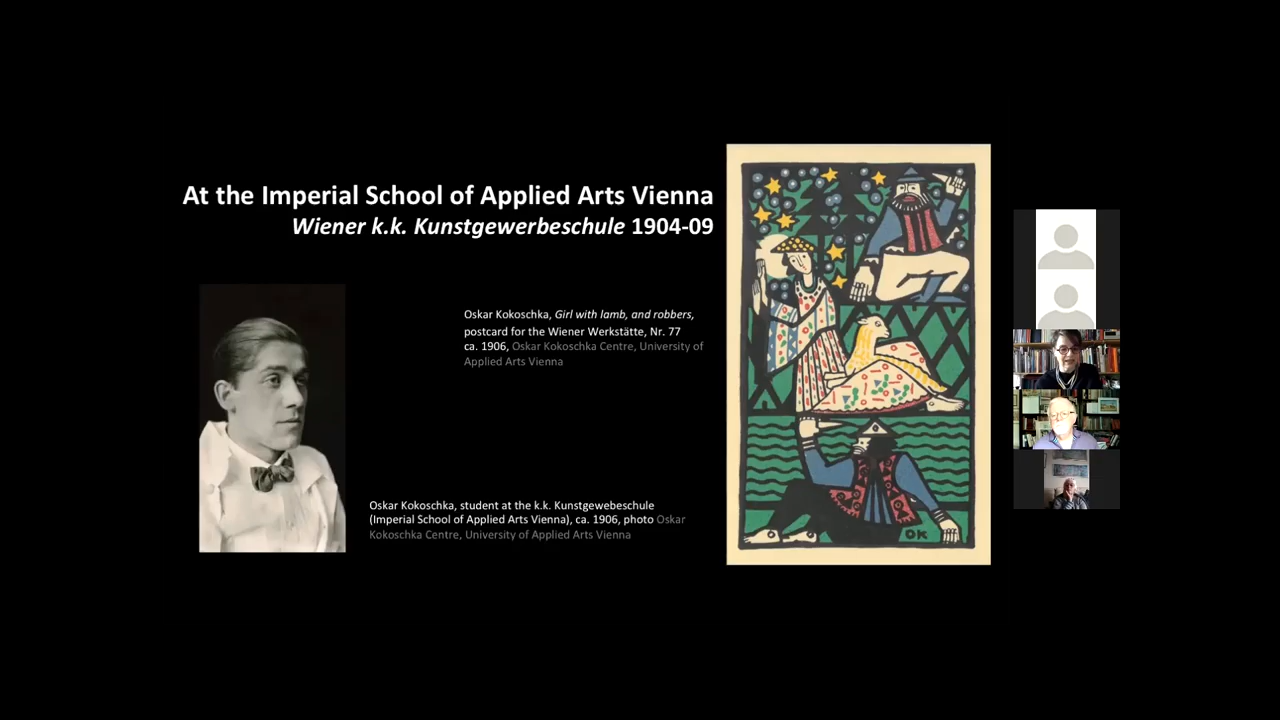 At the Imperial School of Applied Arts Vienna
Wiener k.k. Kunstgewerbeschule 1904-09
Oskar Kokoschka, Girl with lamb, and robbers,
postcard for the Wiener Werkstätte, Nr. 77
ca. 1906, Oskar Kokoschka Centre, University of
Applied Arts Vienna
Oskar Kokoschka, student at the k.k. Kunstgewebeschule
(Imperial School of Applied Arts Vienna), ca. 1906, photo Oskar
Kokoschka Centre, University of Applied Arts Vienna
OK